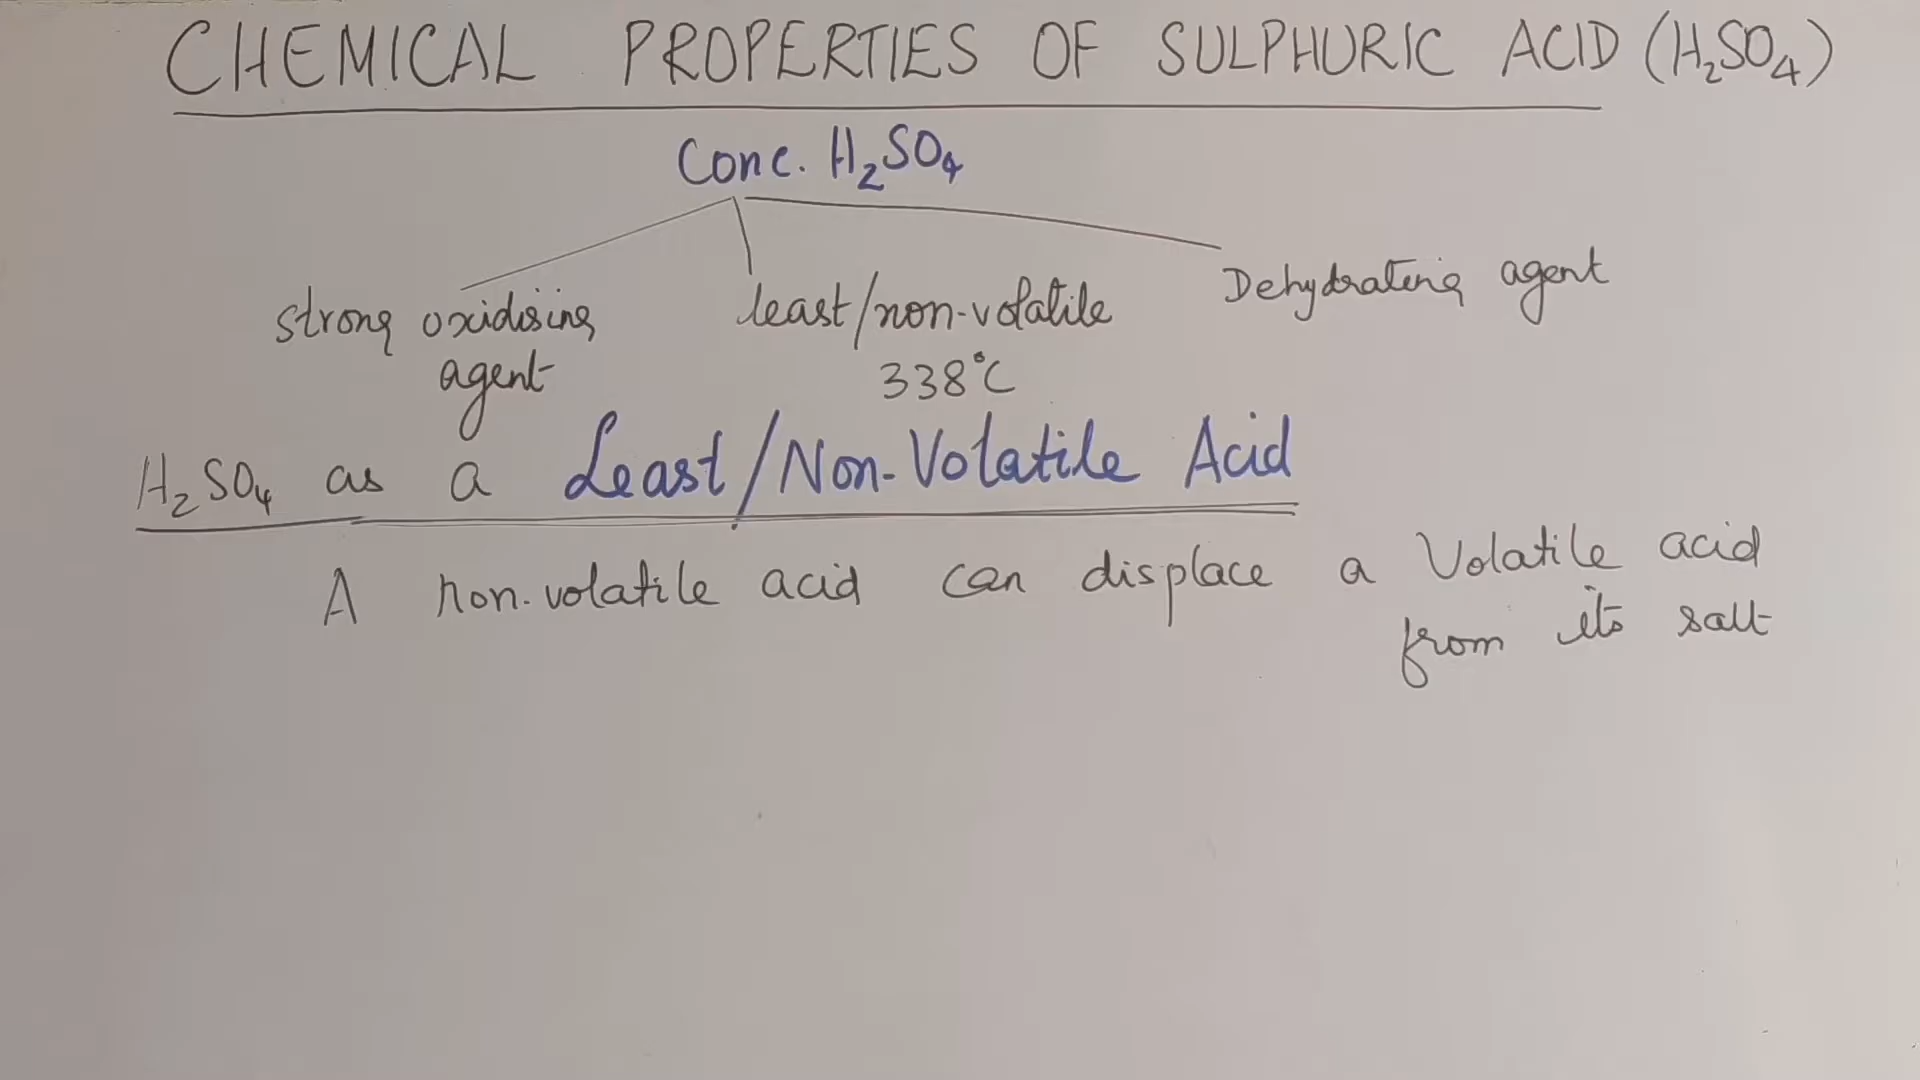 CHEMICAL PROPERTIES OF SULPHURIC ACID (H₂SO₄)
Conc. H₂SO₄
strong oxidising agent
least/non-volatile
338°C
Dehydrating agent
H₂SO₄ as a Least/Non-Volatile Acid
A non-volatile acid can displace a Volatile acid
from its salt